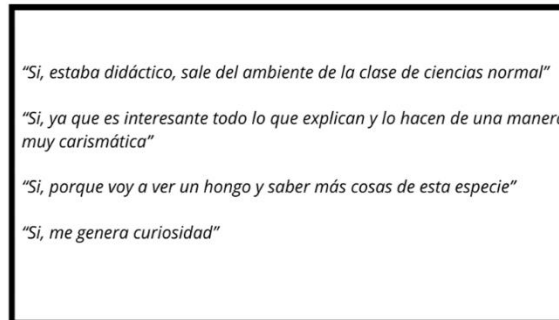 “Si, estaba didáctico, sale del ambiente de la clase de ciencias normal”
“Si, ya que es interesante todo lo que explican y lo hacen de una manera
muy carismática”
“Si, porque voy a ver un hongo y saber más cosas de esta especie”
“Si, me genera curiosidad”